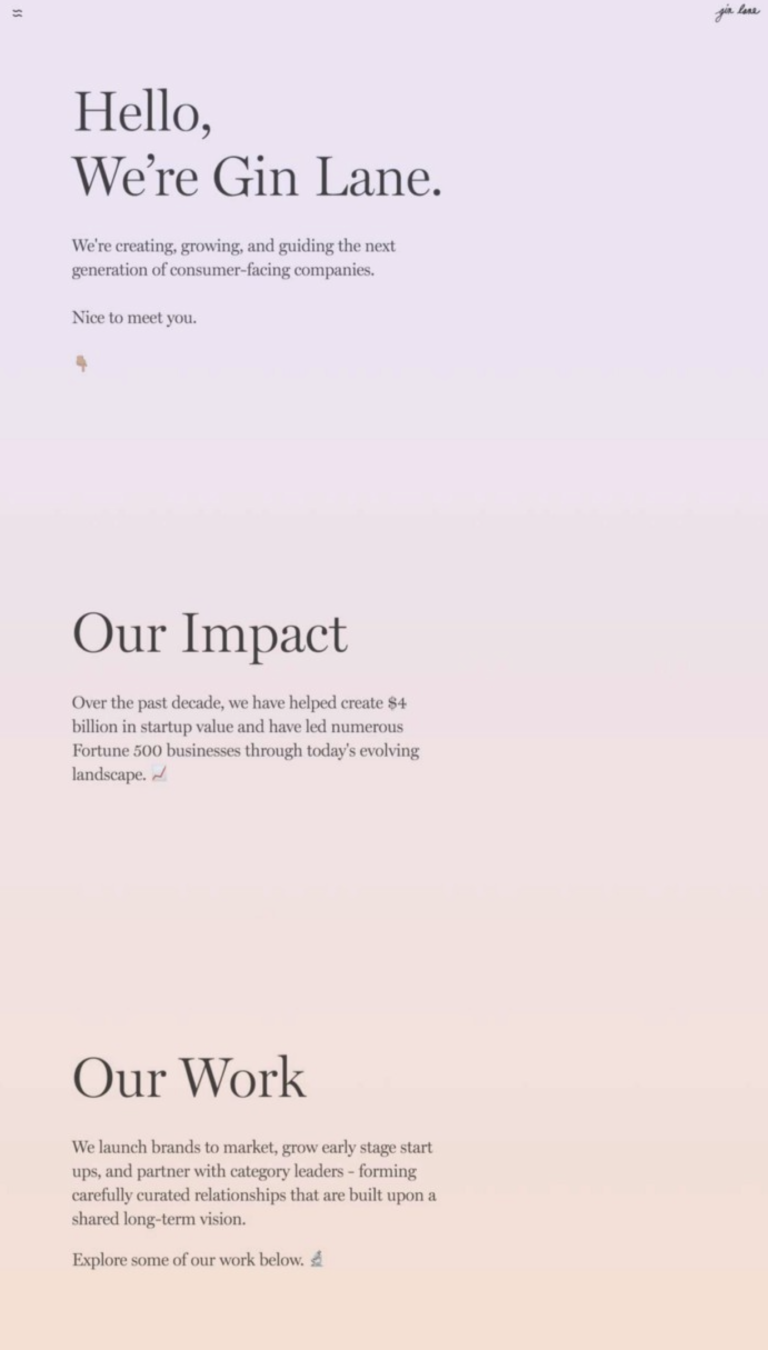 gin lane
Hello,
We’re Gin Lane.
We're creating, growing, and guiding the next
generation of consumer-facing companies.
Nice to meet you.
Our Impact
Over the past decade, we have helped create $4
billion in startup value and have led numerous
Fortune 500 businesses through today's evolving
landscape. 📈
Our Work
We launch brands to market, grow early stage start
ups, and partner with category leaders - forming
carefully curated relationships that are built upon a
shared long-term vision.
Explore some of our work below. 🔬